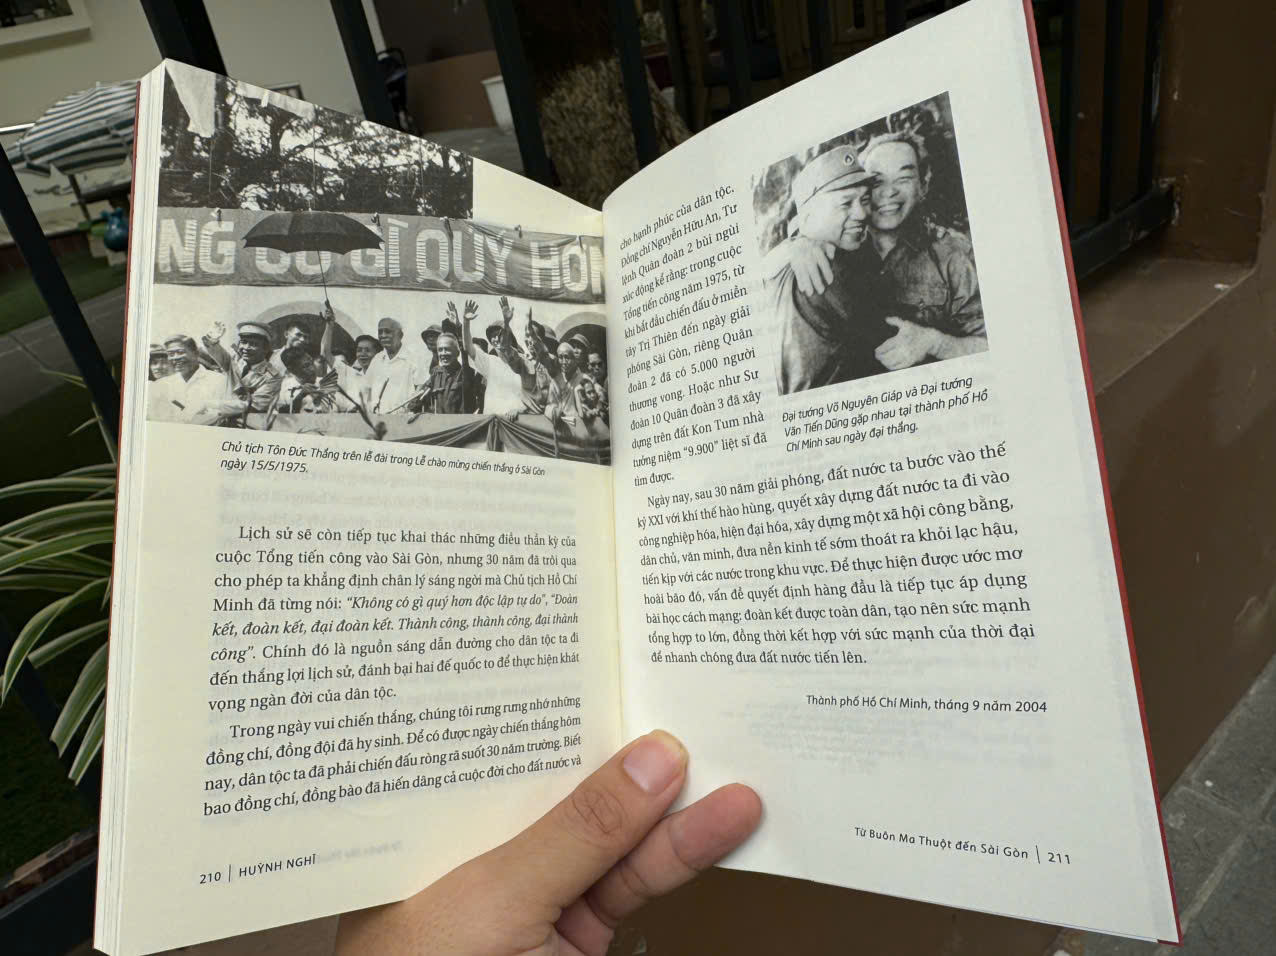 NG CÓ GÌ QUÝ HƠN
Chủ tịch Tôn Đức Thắng trên lễ đài trong Lễ chào mừng chiến thắng ở Sài Gòn
ngày 15/5/1975.
Lịch sử sẽ còn tiếp tục khai thác những điều thần kỳ của
cuộc Tổng tiến công vào Sài Gòn, nhưng 30 năm đã trôi qua
cho phép ta khẳng định chân lý sáng ngời mà Chủ tịch Hồ Chí
Minh đã từng nói: “Không có gì quý hơn độc lập tự do”, “Đoàn
kết, đoàn kết, đại đoàn kết. Thành công, thành công, đại thành
công”. Chính đó là nguồn sáng dẫn đường cho dân tộc ta đi
đến thắng lợi lịch sử, đánh bại hai đế quốc to để thực hiện khát
vọng ngàn đời của dân tộc.
Trong ngày vui chiến thắng, chúng tôi rưng rưng nhớ những
đồng chí, đồng đội đã hy sinh. Để có được ngày chiến thắng hôm
nay, dân tộc ta đã phải chiến đấu ròng rã suốt 30 năm trường. Biết
bao đồng chí, đồng bào đã hiến dâng cả cuộc đời cho đất nước và
210 | HUỲNH NGHĨ
cho hạnh phúc của dân tộc.
Đồng chí Nguyễn Hữu An, Tư
lệnh Quân đoàn 2 bùi ngùi
xúc động kể rằng: trong cuộc
Tổng tiến công năm 1975, từ
khi bắt đầu chiến đấu ở miền
tây Trị Thiên đến ngày giải
phóng Sài Gòn, riêng Quân
đoàn 2 đã có 5.000 người
thương vong. Hoặc như Sư
đoàn 10 Quân đoàn 3 đã xây
dựng trên đất Kon Tum nhà
tưởng niệm “9.900” liệt sĩ đã
tìm được.
Đại tướng Võ Nguyên Giáp và Đại tướng
Văn Tiến Dũng gặp nhau tại thành phố Hồ
Chí Minh sau ngày đại thắng.
Ngày nay, sau 30 năm giải phóng, đất nước ta bước vào thế
kỷ XXI với khí thế hào hùng, quyết xây dựng đất nước ta đi vào
công nghiệp hóa, hiện đại hóa, xây dựng một xã hội công bằng,
dân chủ, văn minh, đưa nền kinh tế sớm thoát ra khỏi lạc hậu,
tiến kịp với các nước trong khu vực. Để thực hiện được ước mơ
hoài bão đó, vấn đề quyết định hàng đầu là tiếp tục áp dụng
bài học cách mạng: đoàn kết được toàn dân, tạo nên sức mạnh
tổng hợp to lớn, đồng thời kết hợp với sức mạnh của thời đại
để nhanh chóng đưa đất nước tiến lên.
Thành phố Hồ Chí Minh, tháng 9 năm 2004
Từ Buôn Ma Thuột đến Sài Gòn | 211